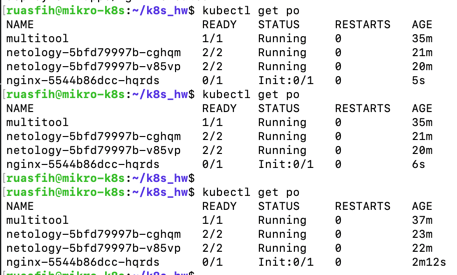 [ruasfih@mikro-k8s:~/k8s_hw$ kubectl get po
NAME READY STATUS RESTARTS AGE
multitool 1/1 Running 0 35m
netology-5bfd79997b-cghqm 2/2 Running 0 21m
netology-5bfd79997b-v85vp 2/2 Running 0 20m
nginx-5544b86dcc-hqrds 0/1 Init:0/1 0 5s
[ruasfih@mikro-k8s:~/k8s_hw$ kubectl get po
NAME READY STATUS RESTARTS AGE
multitool 1/1 Running 0 35m
netology-5bfd79997b-cghqm 2/2 Running 0 21m
netology-5bfd79997b-v85vp 2/2 Running 0 20m
nginx-5544b86dcc-hqrds 0/1 Init:0/1 0 6s
[ruasfih@mikro-k8s:~/k8s_hw$
[ruasfih@mikro-k8s:~/k8s_hw$ kubectl get po
NAME READY STATUS RESTARTS AGE
multitool 1/1 Running 0 37m
netology-5bfd79997b-cghqm 2/2 Running 0 23m
netology-5bfd79997b-v85vp 2/2 Running 0 22m
nginx-5544b86dcc-hqrds 0/1 Init:0/1 0 2m12s